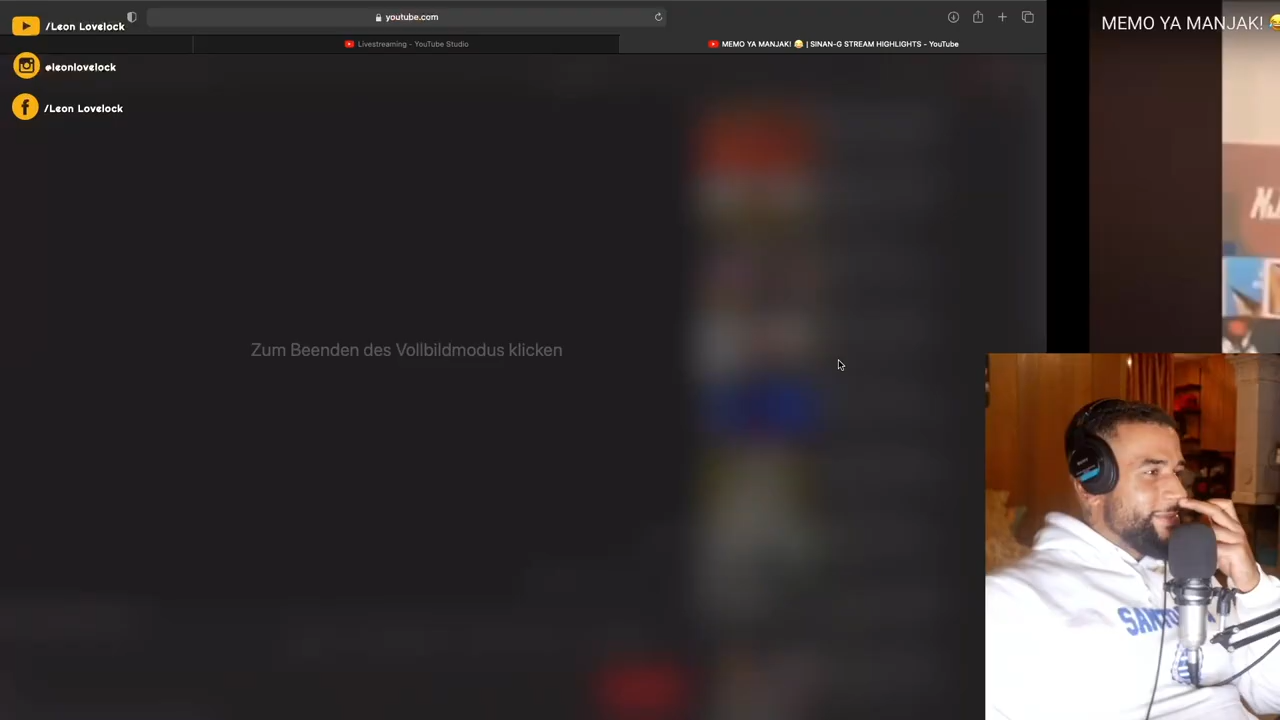 /Leon Lovelock
@leonlovelock
/Leon Lovelock
youtube.com
Livestreaming - YouTube Studio
MEMO YA MANJAK! 😂 | SINAN-G STREAM HIGHLIGHTS - YouTube
MEMO YA MANJAK! 😂
Zum Beenden des Vollbildmodus klicken
SONY